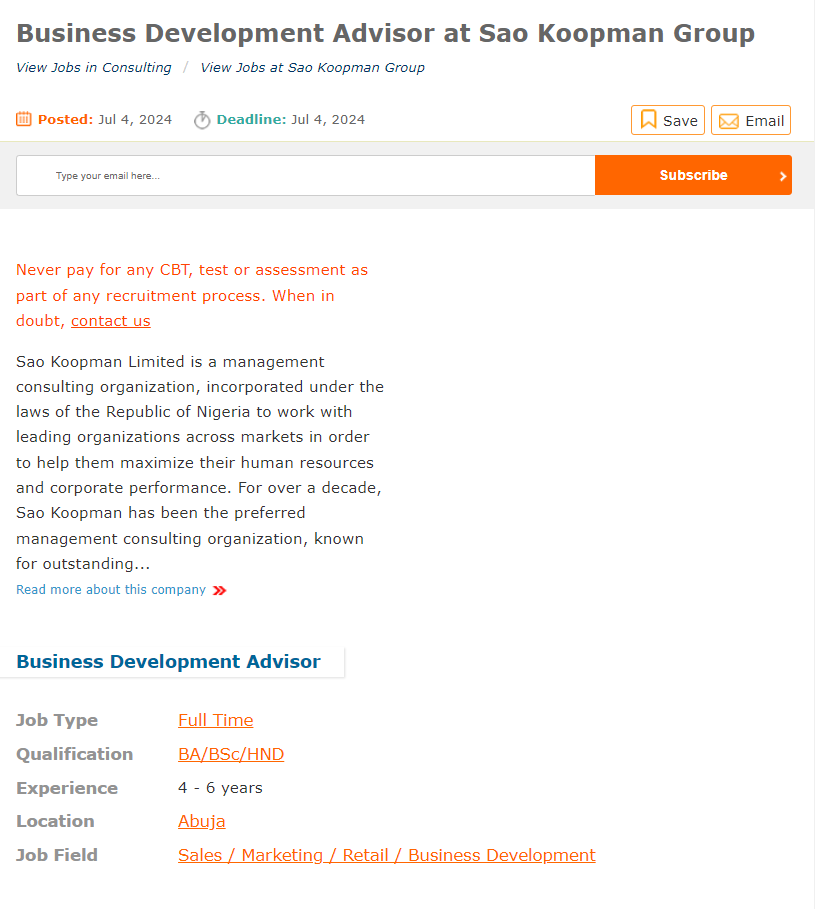 Business Development Advisor at Sao Koopman Group
View Jobs in Consulting / View Jobs at Sao Koopman Group
Posted: Jul 4, 2024 Deadline: Jul 4, 2024 Save Email
Type your email here... Subscribe
Never pay for any CBT, test or assessment as
part of any recruitment process. When in
doubt, contact us
Sao Koopman Limited is a management
consulting organization, incorporated under the
laws of the Republic of Nigeria to work with
leading organizations across markets in order
to help them maximize their human resources
and corporate performance. For over a decade,
Sao Koopman has been the preferred
management consulting organization, known
for outstanding...
Read more about this company
Business Development Advisor
Job Type Full Time
Qualification BA/BSc/HND
Experience 4 - 6 years
Location Abuja
Job Field Sales / Marketing / Retail / Business Development